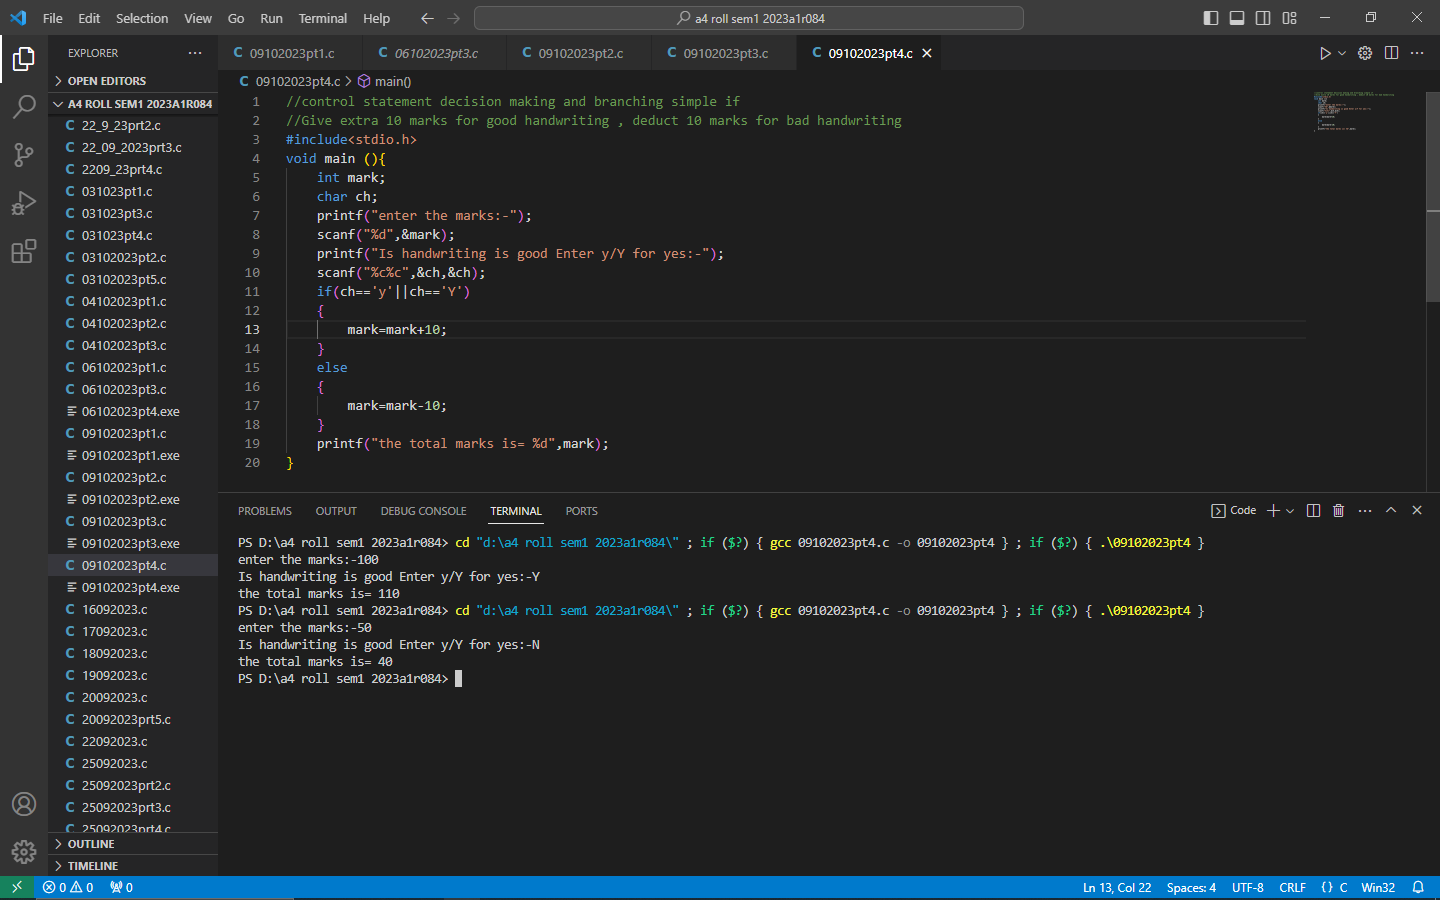 File Edit Selection View Go Run Terminal Help
a4 roll sem1 2023a1r084
EXPLORER
OPEN EDITORS
A4 ROLL SEM1 2023A1R084
22_9_23prt2.c
22_09_2023prt3.c
2209_23prt4.c
031023pt1.c
031023pt3.c
031023pt4.c
03102023pt2.c
03102023pt5.c
04102023pt1.c
04102023pt2.c
04102023pt3.c
06102023pt1.c
06102023pt3.c
06102023pt4.exe
09102023pt1.c
09102023pt1.exe
09102023pt2.c
09102023pt2.exe
09102023pt3.c
09102023pt3.exe
09102023pt4.c
09102023pt4.exe
16092023.c
17092023.c
18092023.c
19092023.c
20092023.c
20092023prt5.c
22092023.c
25092023.c
25092023prt2.c
25092023prt3.c
25092023prt4.c
OUTLINE
TIMELINE
09102023pt1.c 06102023pt3.c 09102023pt2.c 09102023pt3.c 09102023pt4.c
09102023pt4.c > main()
1 //control statement decision making and branching simple if
2 //Give extra 10 marks for good handwriting , deduct 10 marks for bad handwriting
3 #include<stdio.h>
4 void main (){
5 int mark;
6 char ch;
7 printf("enter the marks:-");
8 scanf("%d",&mark);
9 printf("Is handwriting is good Enter y/Y for yes:-");
10 scanf("%c%c",&ch,&ch);
11 if(ch=='y'||ch=='Y')
12 {
13 mark=mark+10;
14 }
15 else
16 {
17 mark=mark-10;
18 }
19 printf("the total marks is= %d",mark);
20 }
PROBLEMS OUTPUT DEBUG CONSOLE TERMINAL PORTS
Code
PS D:\a4 roll sem1 2023a1r084> cd "d:\a4 roll sem1 2023a1r084\" ; if ($?) { gcc 09102023pt4.c -o 09102023pt4 } ; if ($?) { .\09102023pt4 }
enter the marks:-100
Is handwriting is good Enter y/Y for yes:-Y
the total marks is= 110
PS D:\a4 roll sem1 2023a1r084> cd "d:\a4 roll sem1 2023a1r084\" ; if ($?) { gcc 09102023pt4.c -o 09102023pt4 } ; if ($?) { .\09102023pt4 }
enter the marks:-50
Is handwriting is good Enter y/Y for yes:-N
the total marks is= 40
PS D:\a4 roll sem1 2023a1r084>
0 0 0
Ln 13, Col 22 Spaces: 4 UTF-8 CRLF {} C Win32